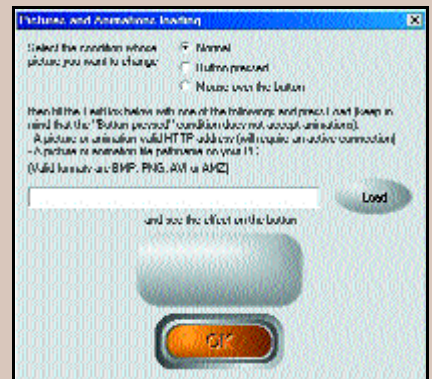 Pictures and Animations loading
Select the condition whose
picture you want to change
Normal
Button pressed
Mouse over the button
then fill the TextBox below with one of the followings and press Load (keep in
mind that the "Button pressed" condition does not accept animations).
- A picture or animation valid HTTP address (will require an active connection)
- A picture or animation file pathname on your PC
(Valid formats are BMP, PNG, AVI or AMZ)
Load
and see the effect on the button
OK